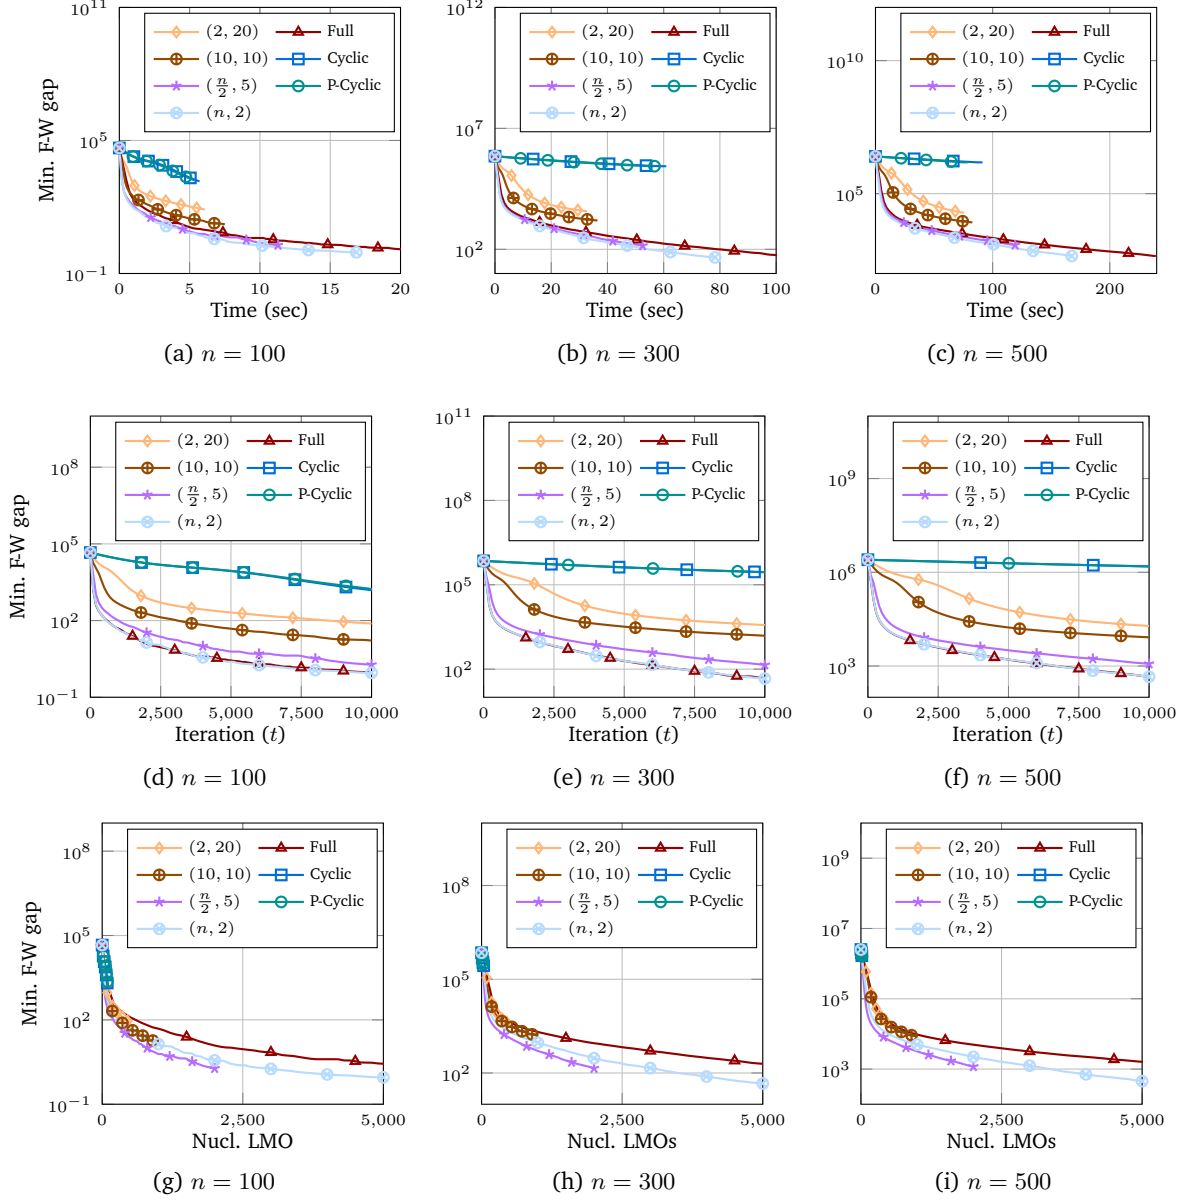 10^11
10^5
10^−1
Min. F-W gap
(2, 20)
(10, 10)
(n/2, 5)
(n, 2)
Full
Cyclic
P-Cyclic
0 5 10 15 20
Time (sec)
(a) n = 100
10^12
10^7
10^2
(2, 20)
(10, 10)
(n/2, 5)
(n, 2)
Full
Cyclic
P-Cyclic
0 20 40 60 80 100
Time (sec)
(b) n = 300
10^10
10^5
(2, 20)
(10, 10)
(n/2, 5)
(n, 2)
Full
Cyclic
P-Cyclic
0 100 200
Time (sec)
(c) n = 500
10^8
10^5
10^2
10^−1
Min. F-W gap
(2, 20)
(10, 10)
(n/2, 5)
(n, 2)
Full
Cyclic
P-Cyclic
0 2,500 5,000 7,500 10,000
Iteration (t)
(d) n = 100
10^11
10^8
10^5
10^2
(2, 20)
(10, 10)
(n/2, 5)
(n, 2)
Full
Cyclic
P-Cyclic
0 2,500 5,000 7,500 10,000
Iteration (t)
(e) n = 300
10^9
10^6
10^3
(2, 20)
(10, 10)
(n/2, 5)
(n, 2)
Full
Cyclic
P-Cyclic
0 2,500 5,000 7,500 10,000
Iteration (t)
(f) n = 500
10^8
10^5
10^2
10^−1
Min. F-W gap
(2, 20)
(10, 10)
(n/2, 5)
(n, 2)
Full
Cyclic
P-Cyclic
0 2,500 5,000
Nucl. LMO
(g) n = 100
10^8
10^5
10^2
(2, 20)
(10, 10)
(n/2, 5)
(n, 2)
Full
Cyclic
P-Cyclic
0 2,500 5,000
Nucl. LMOs
(h) n = 300
10^9
10^7
10^5
10^3
(2, 20)
(10, 10)
(n/2, 5)
(n, 2)
Full
Cyclic
P-Cyclic
0 2,500 5,000
Nucl. LMOs
(i) n = 500